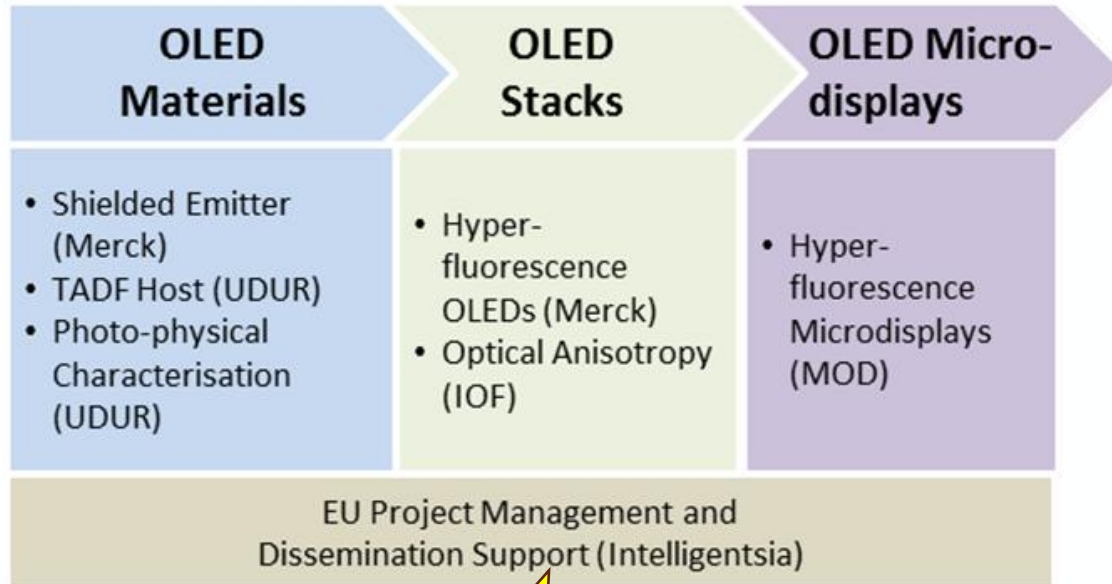 OLED
Materials
OLED
Stacks
OLED Micro-
displays
• Shielded Emitter
(Merck)
• TADF Host (UDUR)
• Photo-physical
Characterisation
(UDUR)
• Hyper-
fluorescence
OLEDs (Merck)
• Optical Anisotropy
(IOF)
• Hyper-
fluorescence
Microdisplays
(MOD)
EU Project Management and
Dissemination Support (Intelligentsia)